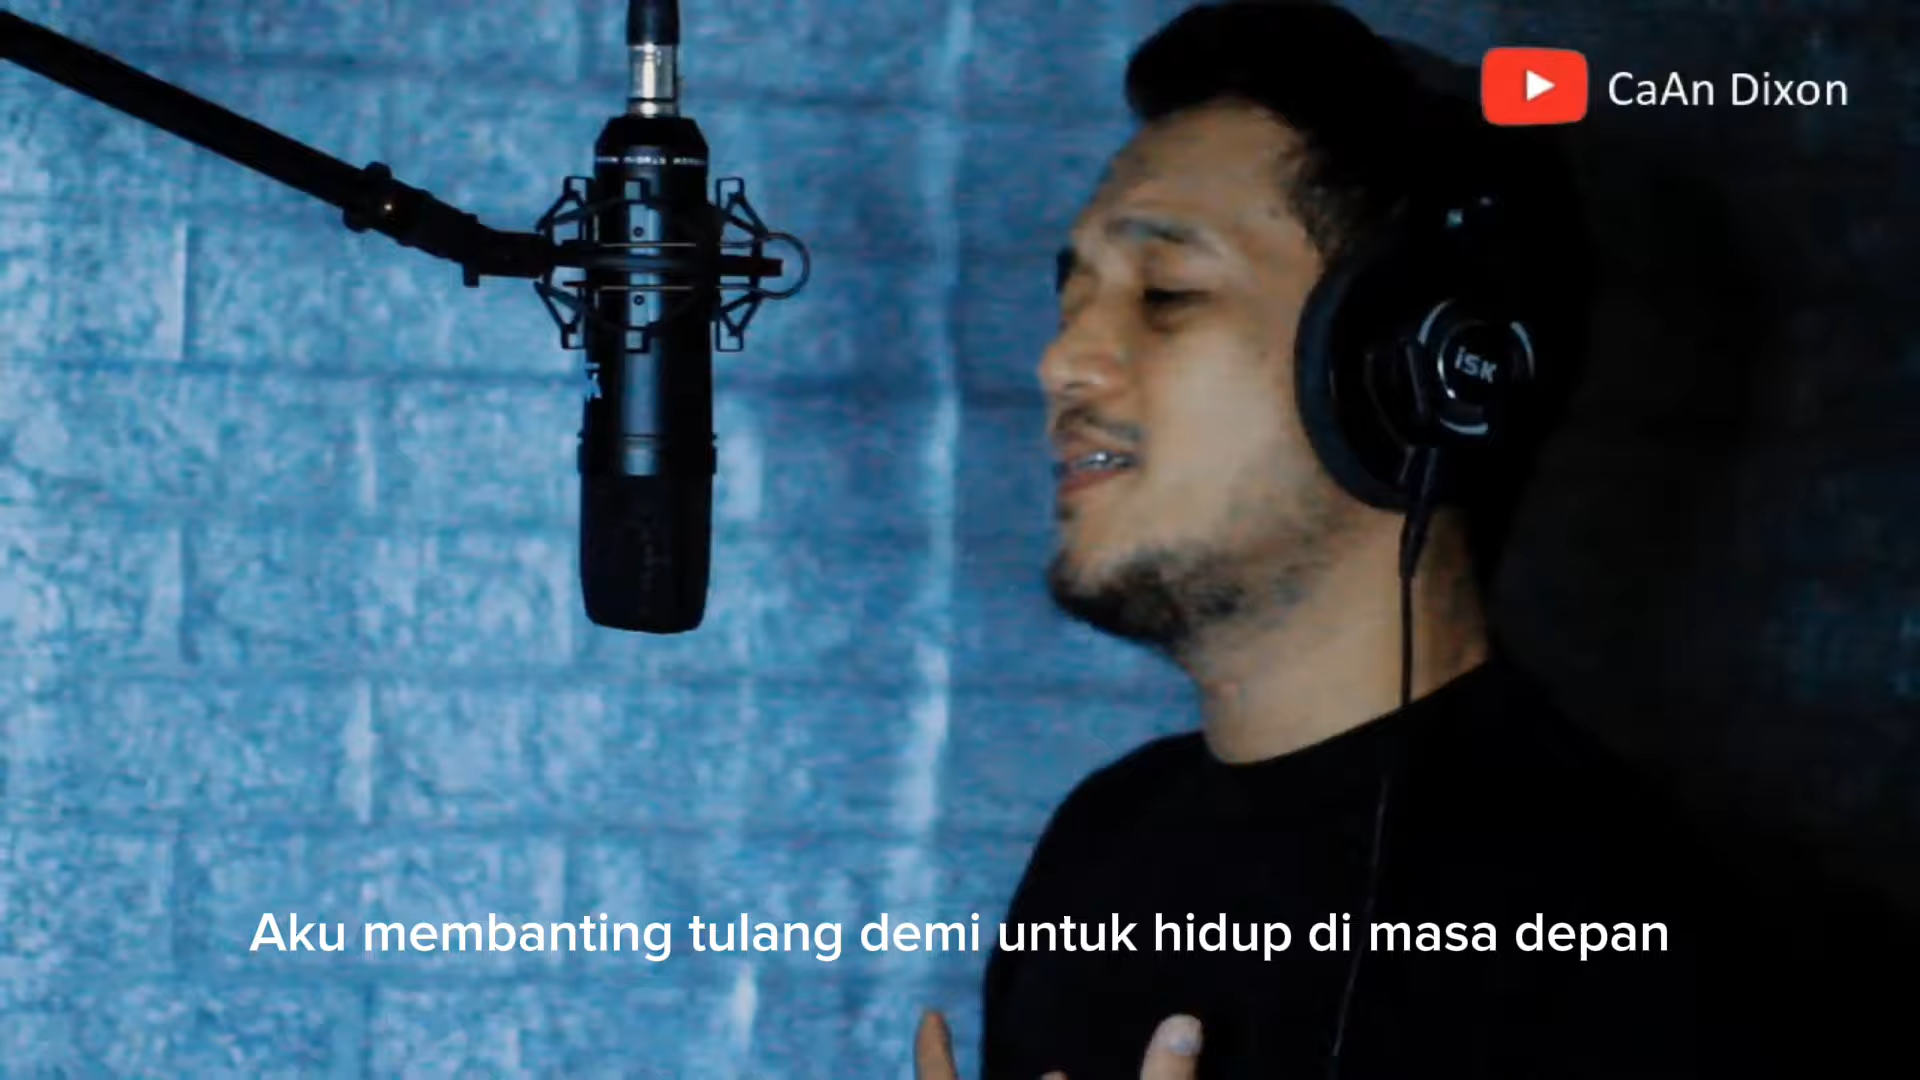 CaAn Dixon
iSK
Aku membanting tulang demi untuk hidup di masa depan